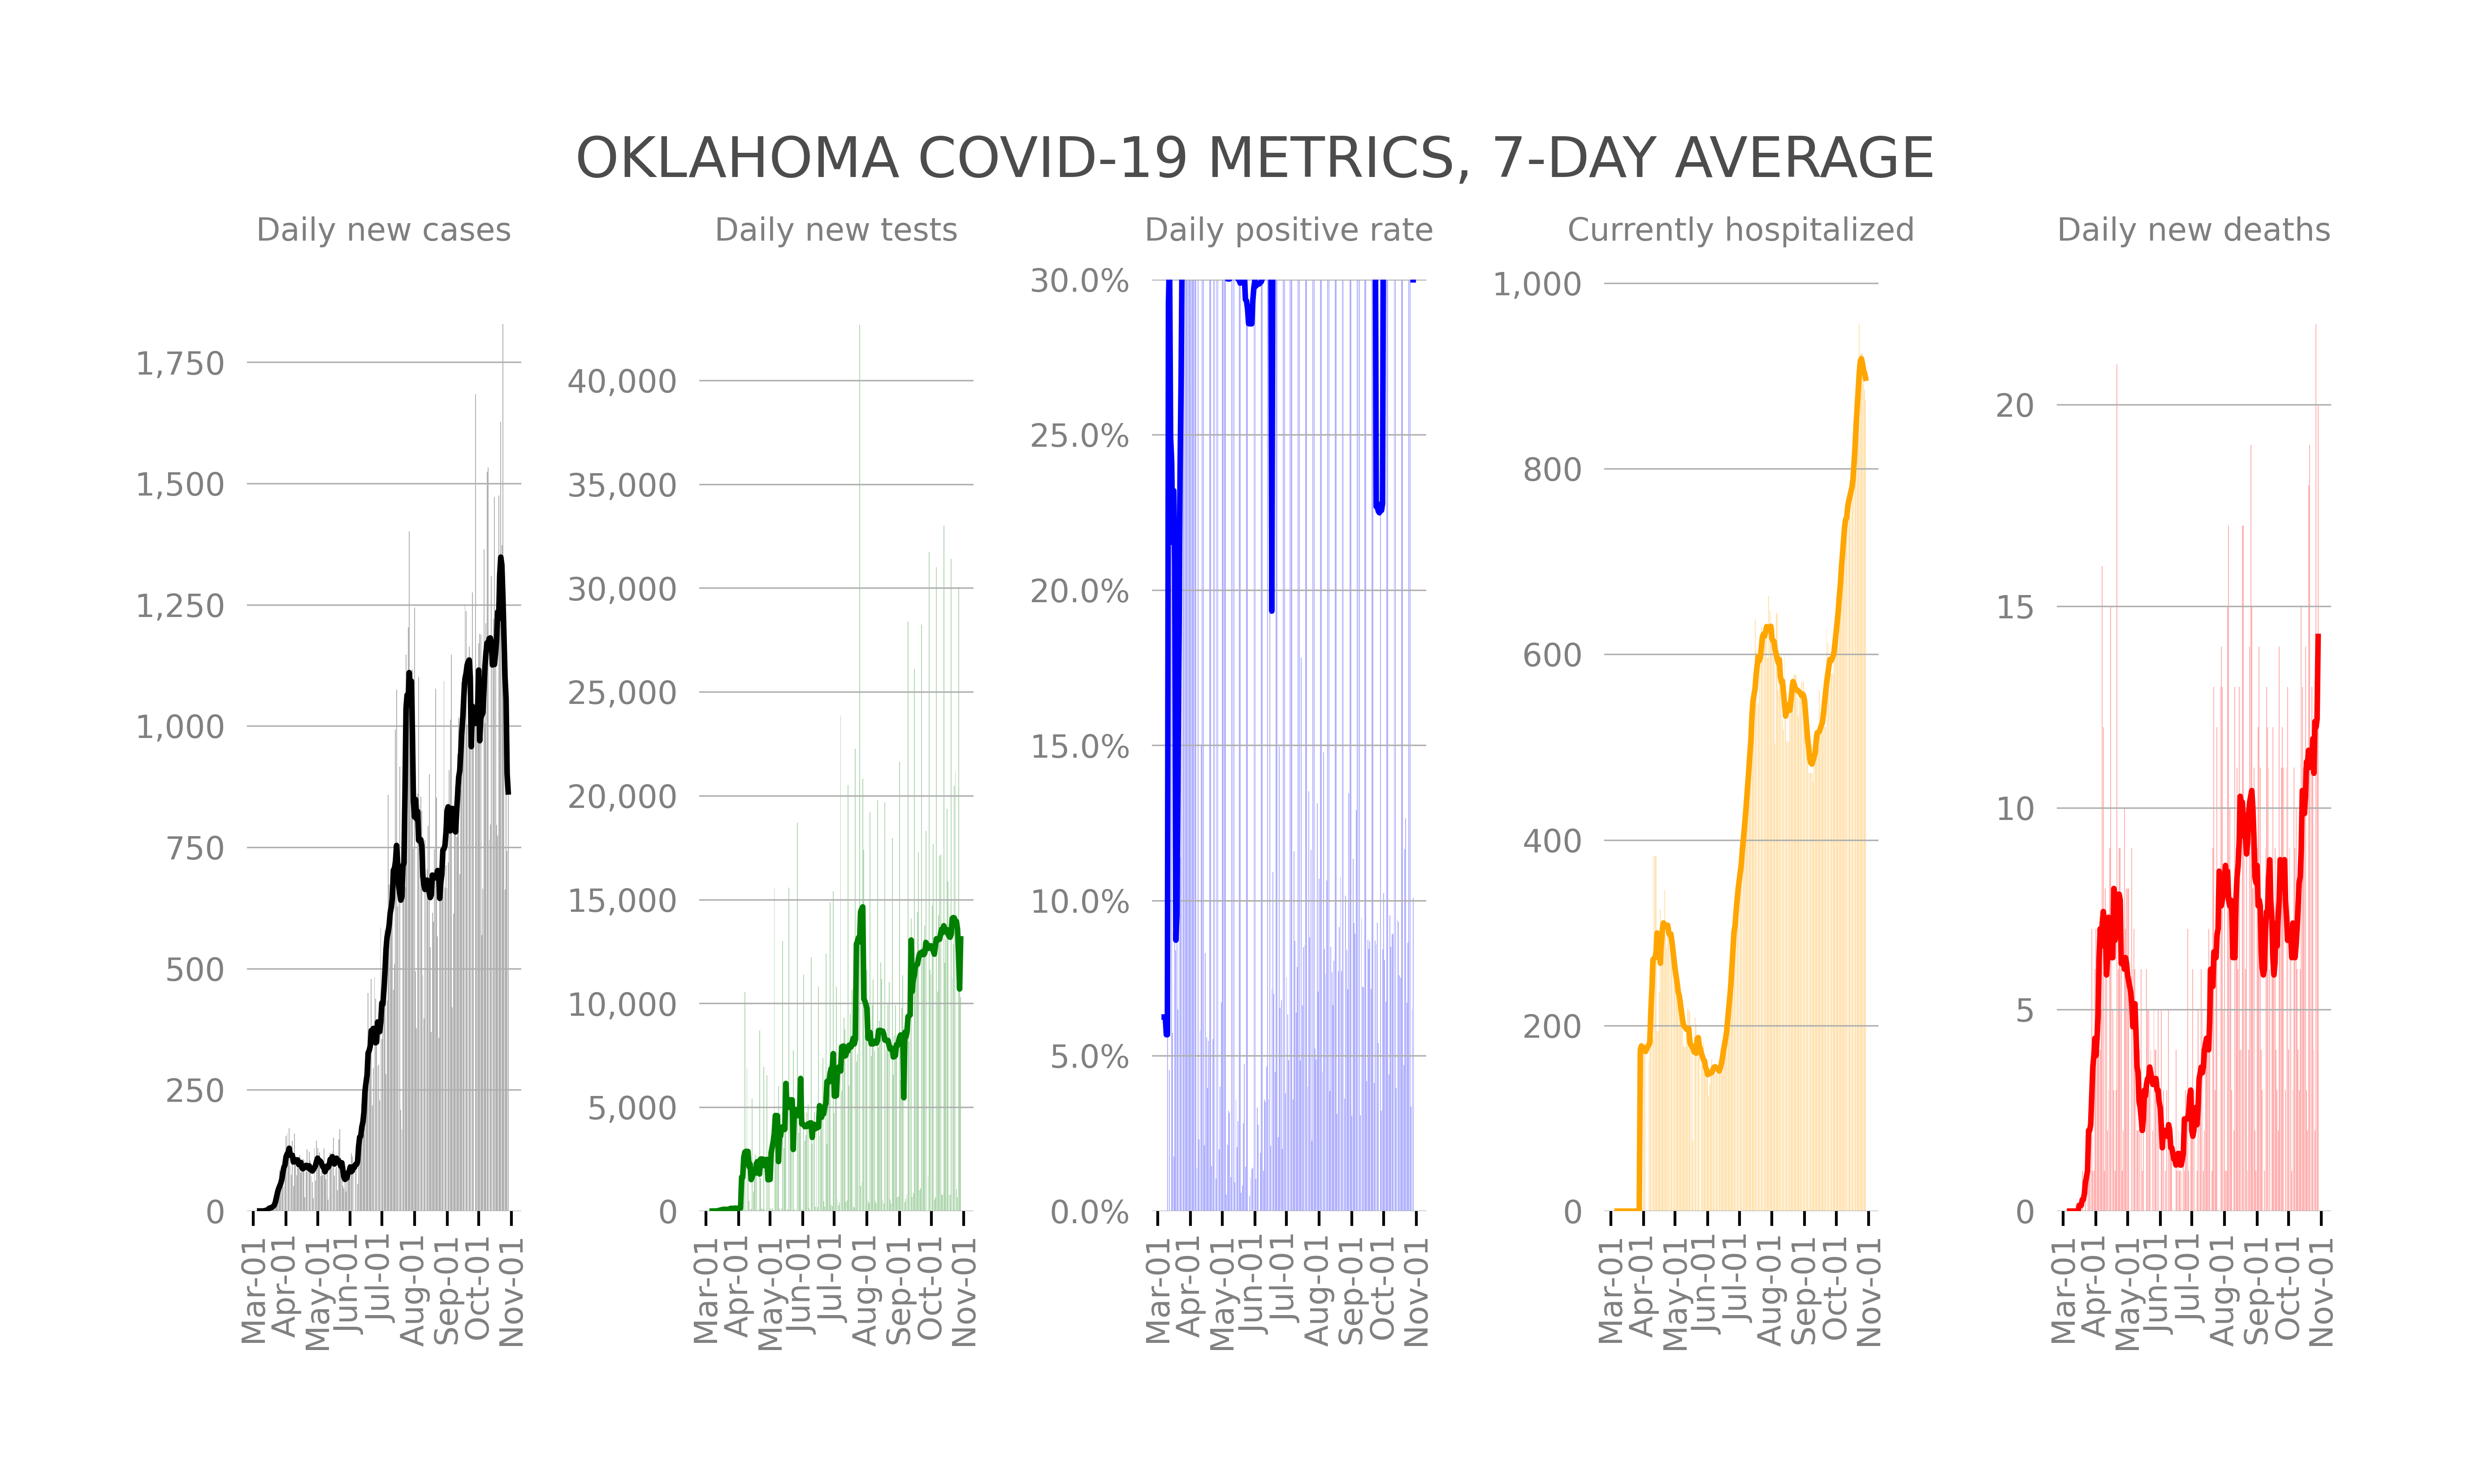 OKLAHOMA COVID-19 METRICS, 7-DAY AVERAGE
Daily new cases
1,750
1,500
1,250
1,000
750
500
250
0
Mar-01
Apr-01
May-01
Jun-01
Jul-01
Aug-01
Sep-01
Oct-01
Nov-01
Daily new tests
40,000
35,000
30,000
25,000
20,000
15,000
10,000
5,000
0
Mar-01
Apr-01
May-01
Jun-01
Jul-01
Aug-01
Sep-01
Oct-01
Nov-01
Daily positive rate
30.0%
25.0%
20.0%
15.0%
10.0%
5.0%
0.0%
Mar-01
Apr-01
May-01
Jun-01
Jul-01
Aug-01
Sep-01
Oct-01
Nov-01
Currently hospitalized
1,000
800
600
400
200
0
Mar-01
Apr-01
May-01
Jun-01
Jul-01
Aug-01
Sep-01
Oct-01
Nov-01
Daily new deaths
20
15
10
5
0
Mar-01
Apr-01
May-01
Jun-01
Jul-01
Aug-01
Sep-01
Oct-01
Nov-01